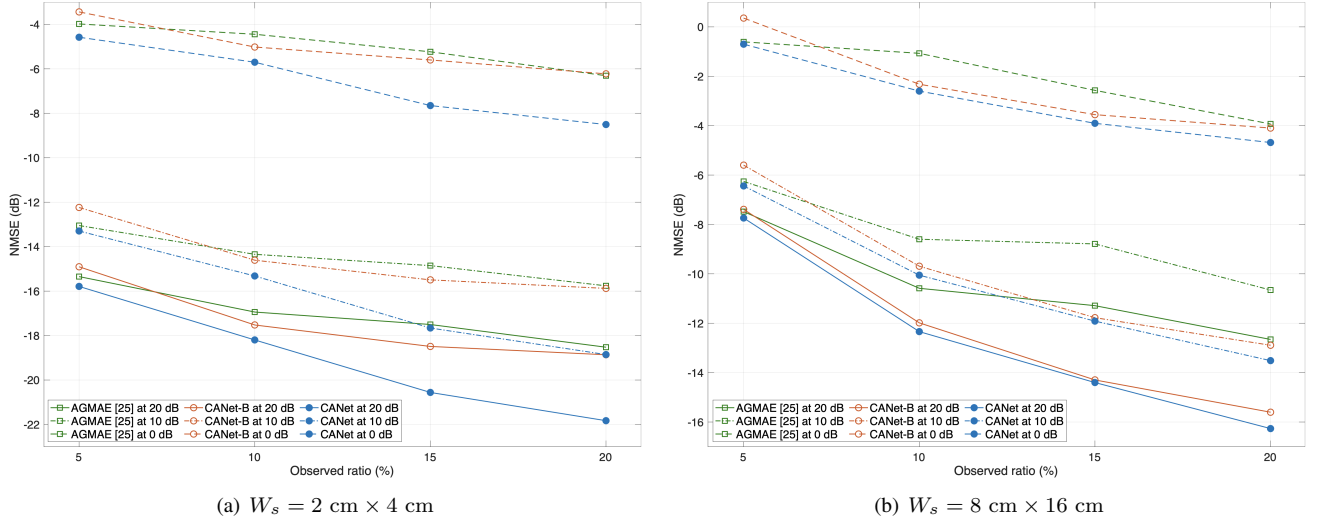 -4
-6
-8
-10
-12
-14
-16
-18
-20
-22
NMSE (dB)
AGMAE [25] at 20 dB CANet-B at 20 dB CANet at 20 dB
AGMAE [25] at 10 dB CANet-B at 10 dB CANet at 10 dB
AGMAE [25] at 0 dB CANet-B at 0 dB CANet at 0 dB
5 10 15 20
Observed ratio (%)
(a) W_s = 2 cm × 4 cm
0
-2
-4
-6
-8
-10
-12
-14
-16
NMSE (dB)
AGMAE [25] at 20 dB CANet-B at 20 dB CANet at 20 dB
AGMAE [25] at 10 dB CANet-B at 10 dB CANet at 10 dB
AGMAE [25] at 0 dB CANet-B at 0 dB CANet at 0 dB
5 10 15 20
Observed ratio (%)
(b) W_s = 8 cm × 16 cm